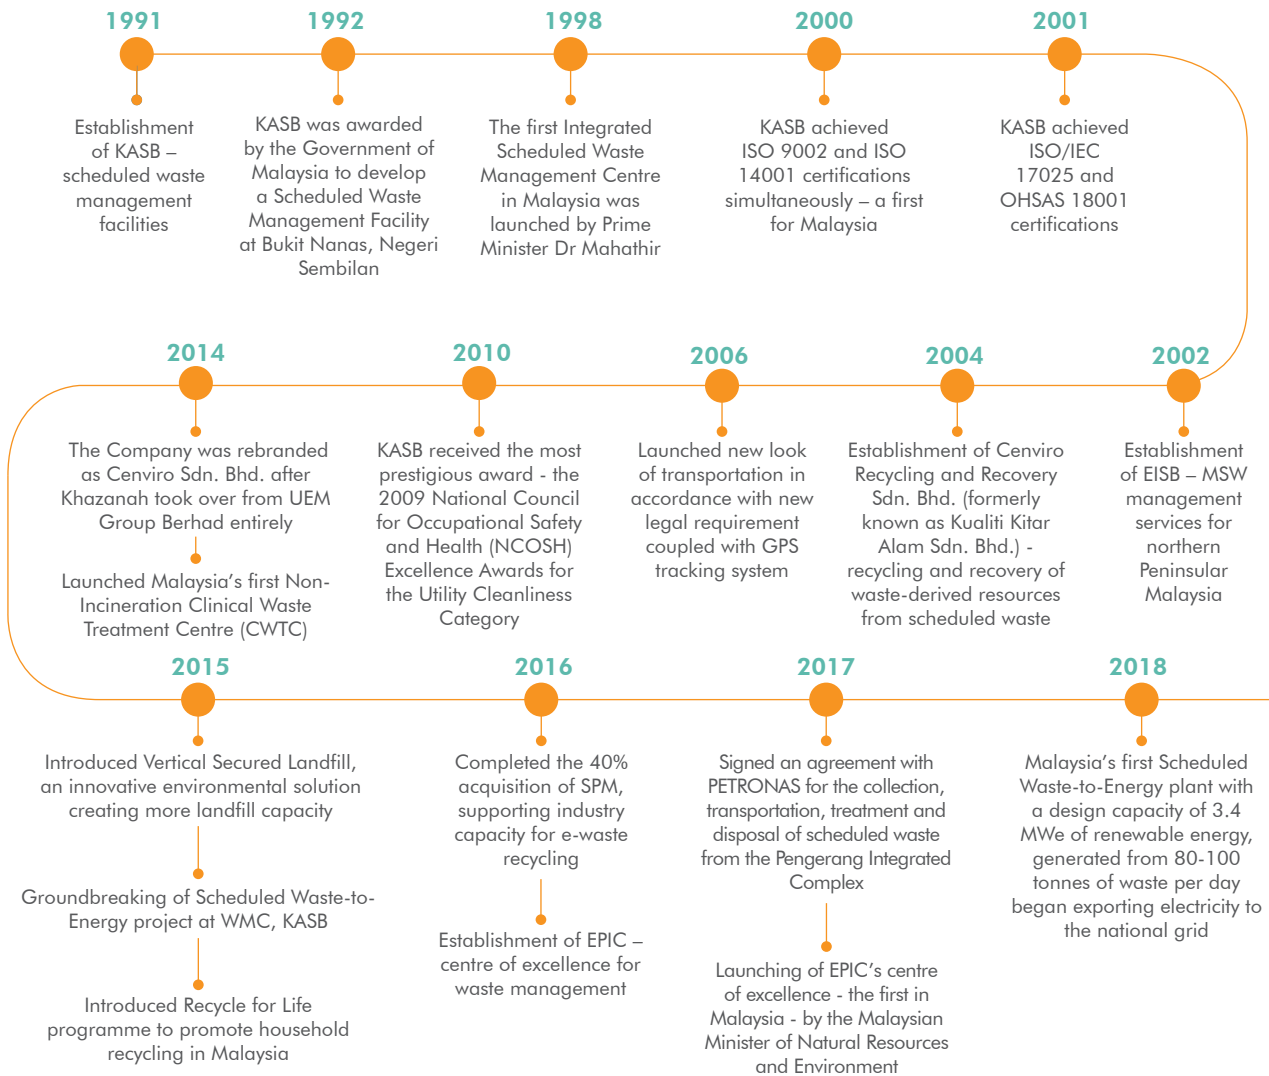 1991
Establishment
of KASB –
scheduled waste
management
facilities
1992
KASB was awarded
by the Government of
Malaysia to develop
a Scheduled Waste
Management Facility
at Bukit Nanas, Negeri
Sembilan
1998
The first Integrated
Scheduled Waste
Management Centre
in Malaysia was
launched by Prime
Minister Dr Mahathir
2000
KASB achieved
ISO 9002 and ISO
14001 certifications
simultaneously – a first
for Malaysia
2001
KASB achieved
ISO/IEC
17025 and
OHSAS 18001
certifications
2002
Establishment
of EISB – MSW
management
services for
northern
Peninsular
Malaysia
2004
Establishment of Cenviro
Recycling and Recovery
Sdn. Bhd. (formerly
known as Kualiti Kitar
Alam Sdn. Bhd.) -
recycling and recovery of
waste-derived resources
from scheduled waste
2006
Launched new look
of transportation in
accordance with new
legal requirement
coupled with GPS
tracking system
2010
KASB received the most
prestigious award - the
2009 National Council
for Occupational Safety
and Health (NCOSH)
Excellence Awards for
the Utility Cleanliness
Category
2014
The Company was rebranded
as Cenviro Sdn. Bhd. after
Khazanah took over from UEM
Group Berhad entirely
Launched Malaysia's first Non-
Incineration Clinical Waste
Treatment Centre (CWTC)
2015
Introduced Vertical Secured Landfill,
an innovative environmental solution
creating more landfill capacity
Groundbreaking of Scheduled Waste-to-
Energy project at WMC, KASB
Introduced Recycle for Life
programme to promote household
recycling in Malaysia
2016
Completed the 40%
acquisition of SPM,
supporting industry
capacity for e-waste
recycling
Establishment of EPIC –
centre of excellence for
waste management
2017
Signed an agreement with
PETRONAS for the collection,
transportation, treatment and
disposal of scheduled waste
from the Pengerang Integrated
Complex
Launching of EPIC's centre
of excellence - the first in
Malaysia - by the Malaysian
Minister of Natural Resources
and Environment
2018
Malaysia's first Scheduled
Waste-to-Energy plant with
a design capacity of 3.4
MWe of renewable energy,
generated from 80-100
tonnes of waste per day
began exporting electricity to
the national grid